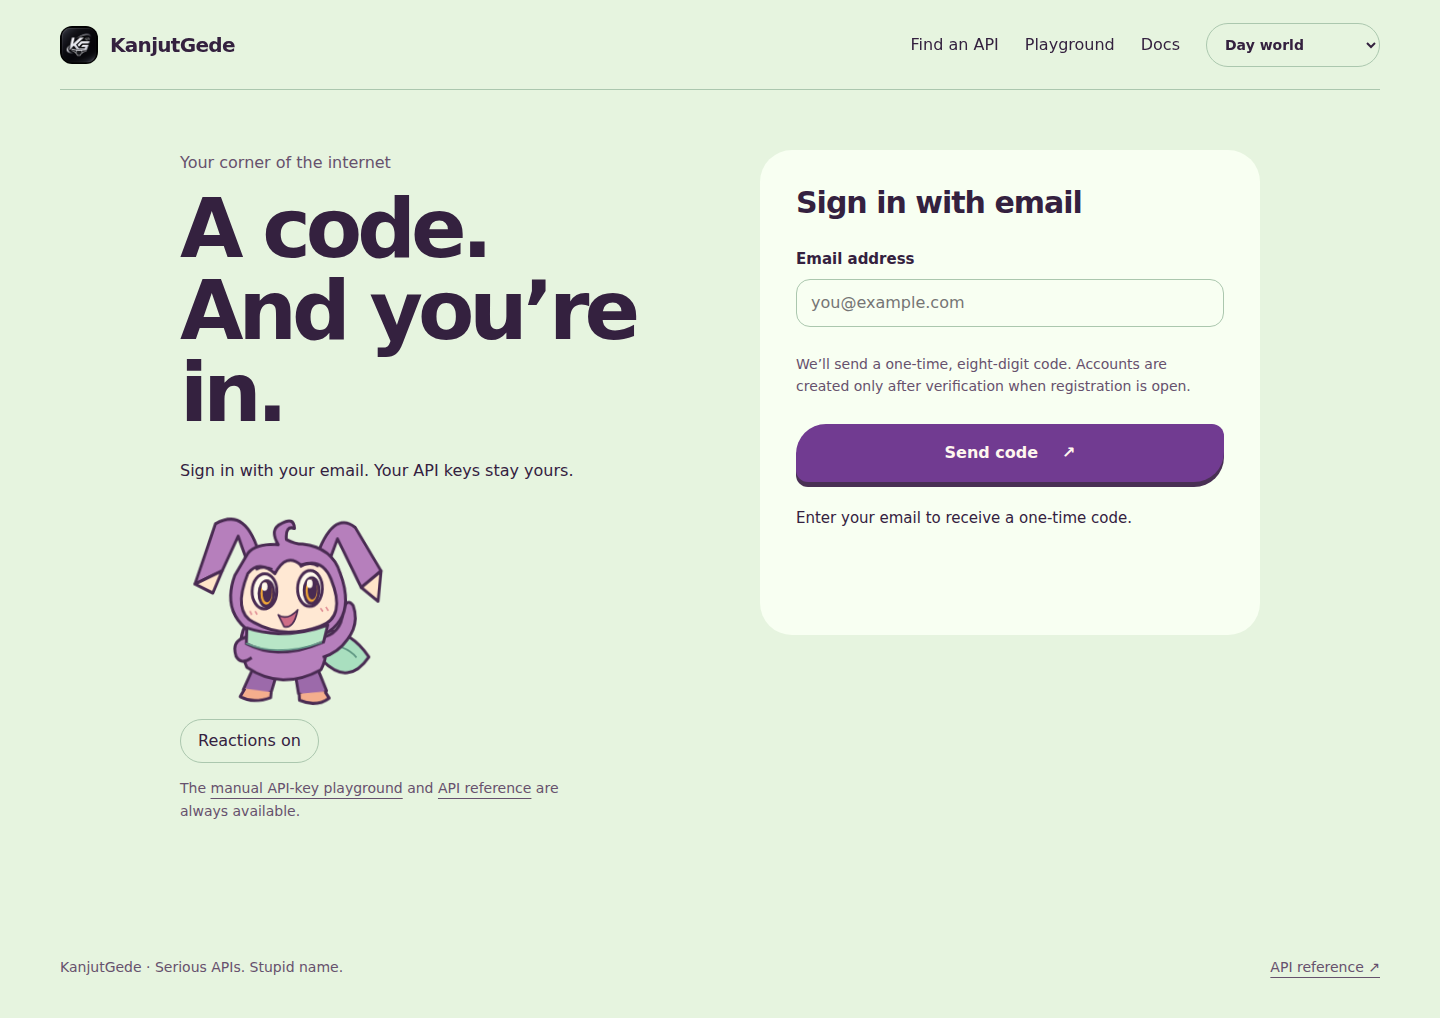 KG
KanjutGede
Find an API
Playground
Docs
Day world
Your corner of the internet
A code.
And you’re
in.
Sign in with your email. Your API keys stay yours.
Reactions on
The manual API-key playground and API reference are
always available.
Sign in with email
Email address
you@example.com
We’ll send a one-time, eight-digit code. Accounts are
created only after verification when registration is open.
Send code ↗
Enter your email to receive a one-time code.
KanjutGede · Serious APIs. Stupid name.
API reference ↗